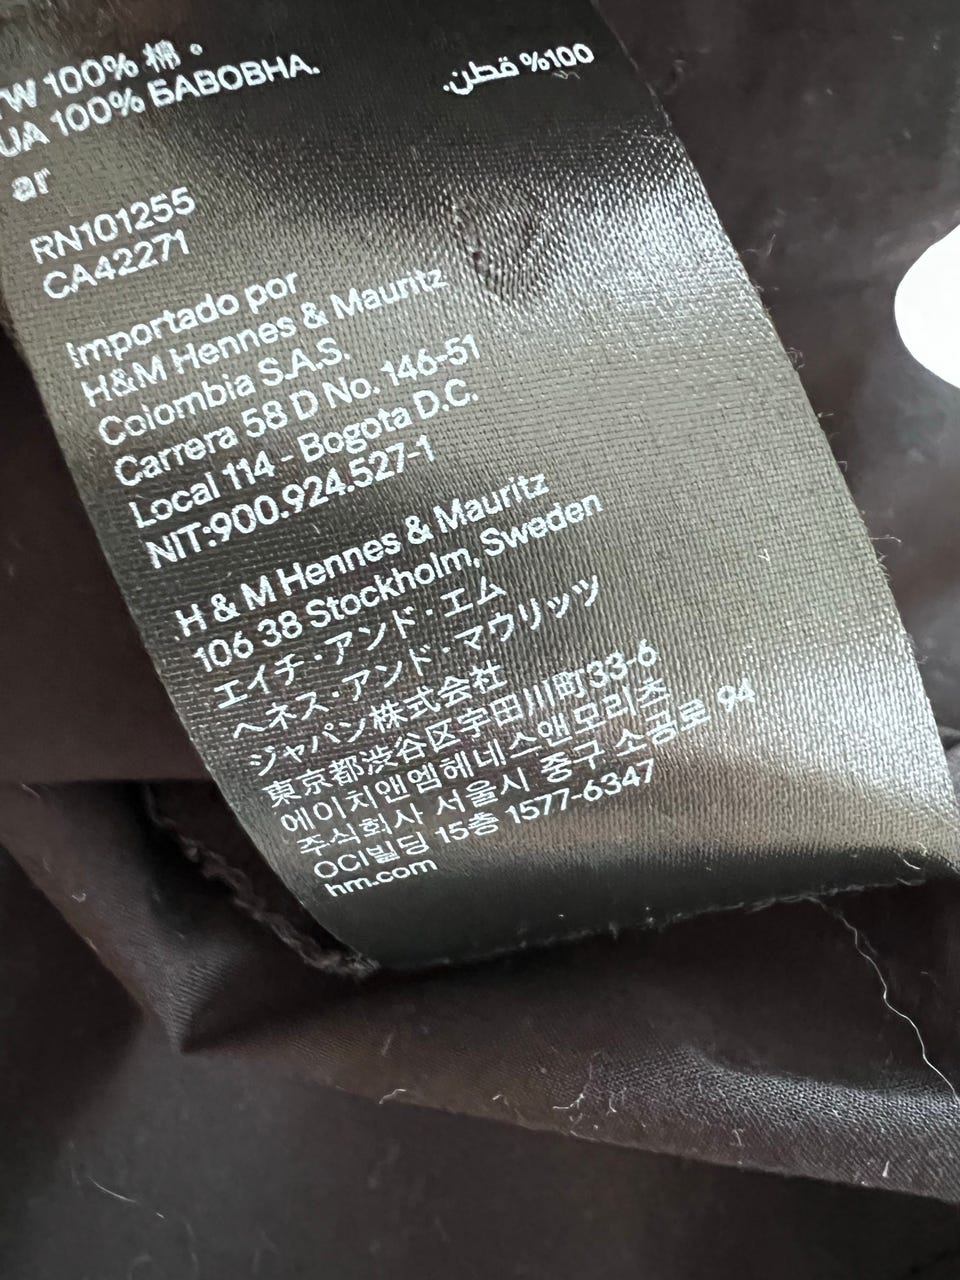 TW 100% 棉。
UA 100% БАВОВНА.
ar
100% قطن.
RN101255
CA42271
Importado por
H&M Hennes & Mauritz
Colombia S.A.S.
Carrera 58 D No. 146-51
Local 114 - Bogota D.C.
NIT:900.924.527-1
H & M Hennes & Mauritz
106 38 Stockholm, Sweden
エイチ・アンド・エム
ヘネス・アンド・マウリッツ
ジャパン株式会社
東京都渋谷区宇田川町33-6
에이치앤엠헤네스앤모리츠
주식회사 서울시 중구 소공로 94
OCI빌딩 15층 1577-6347
hm.com